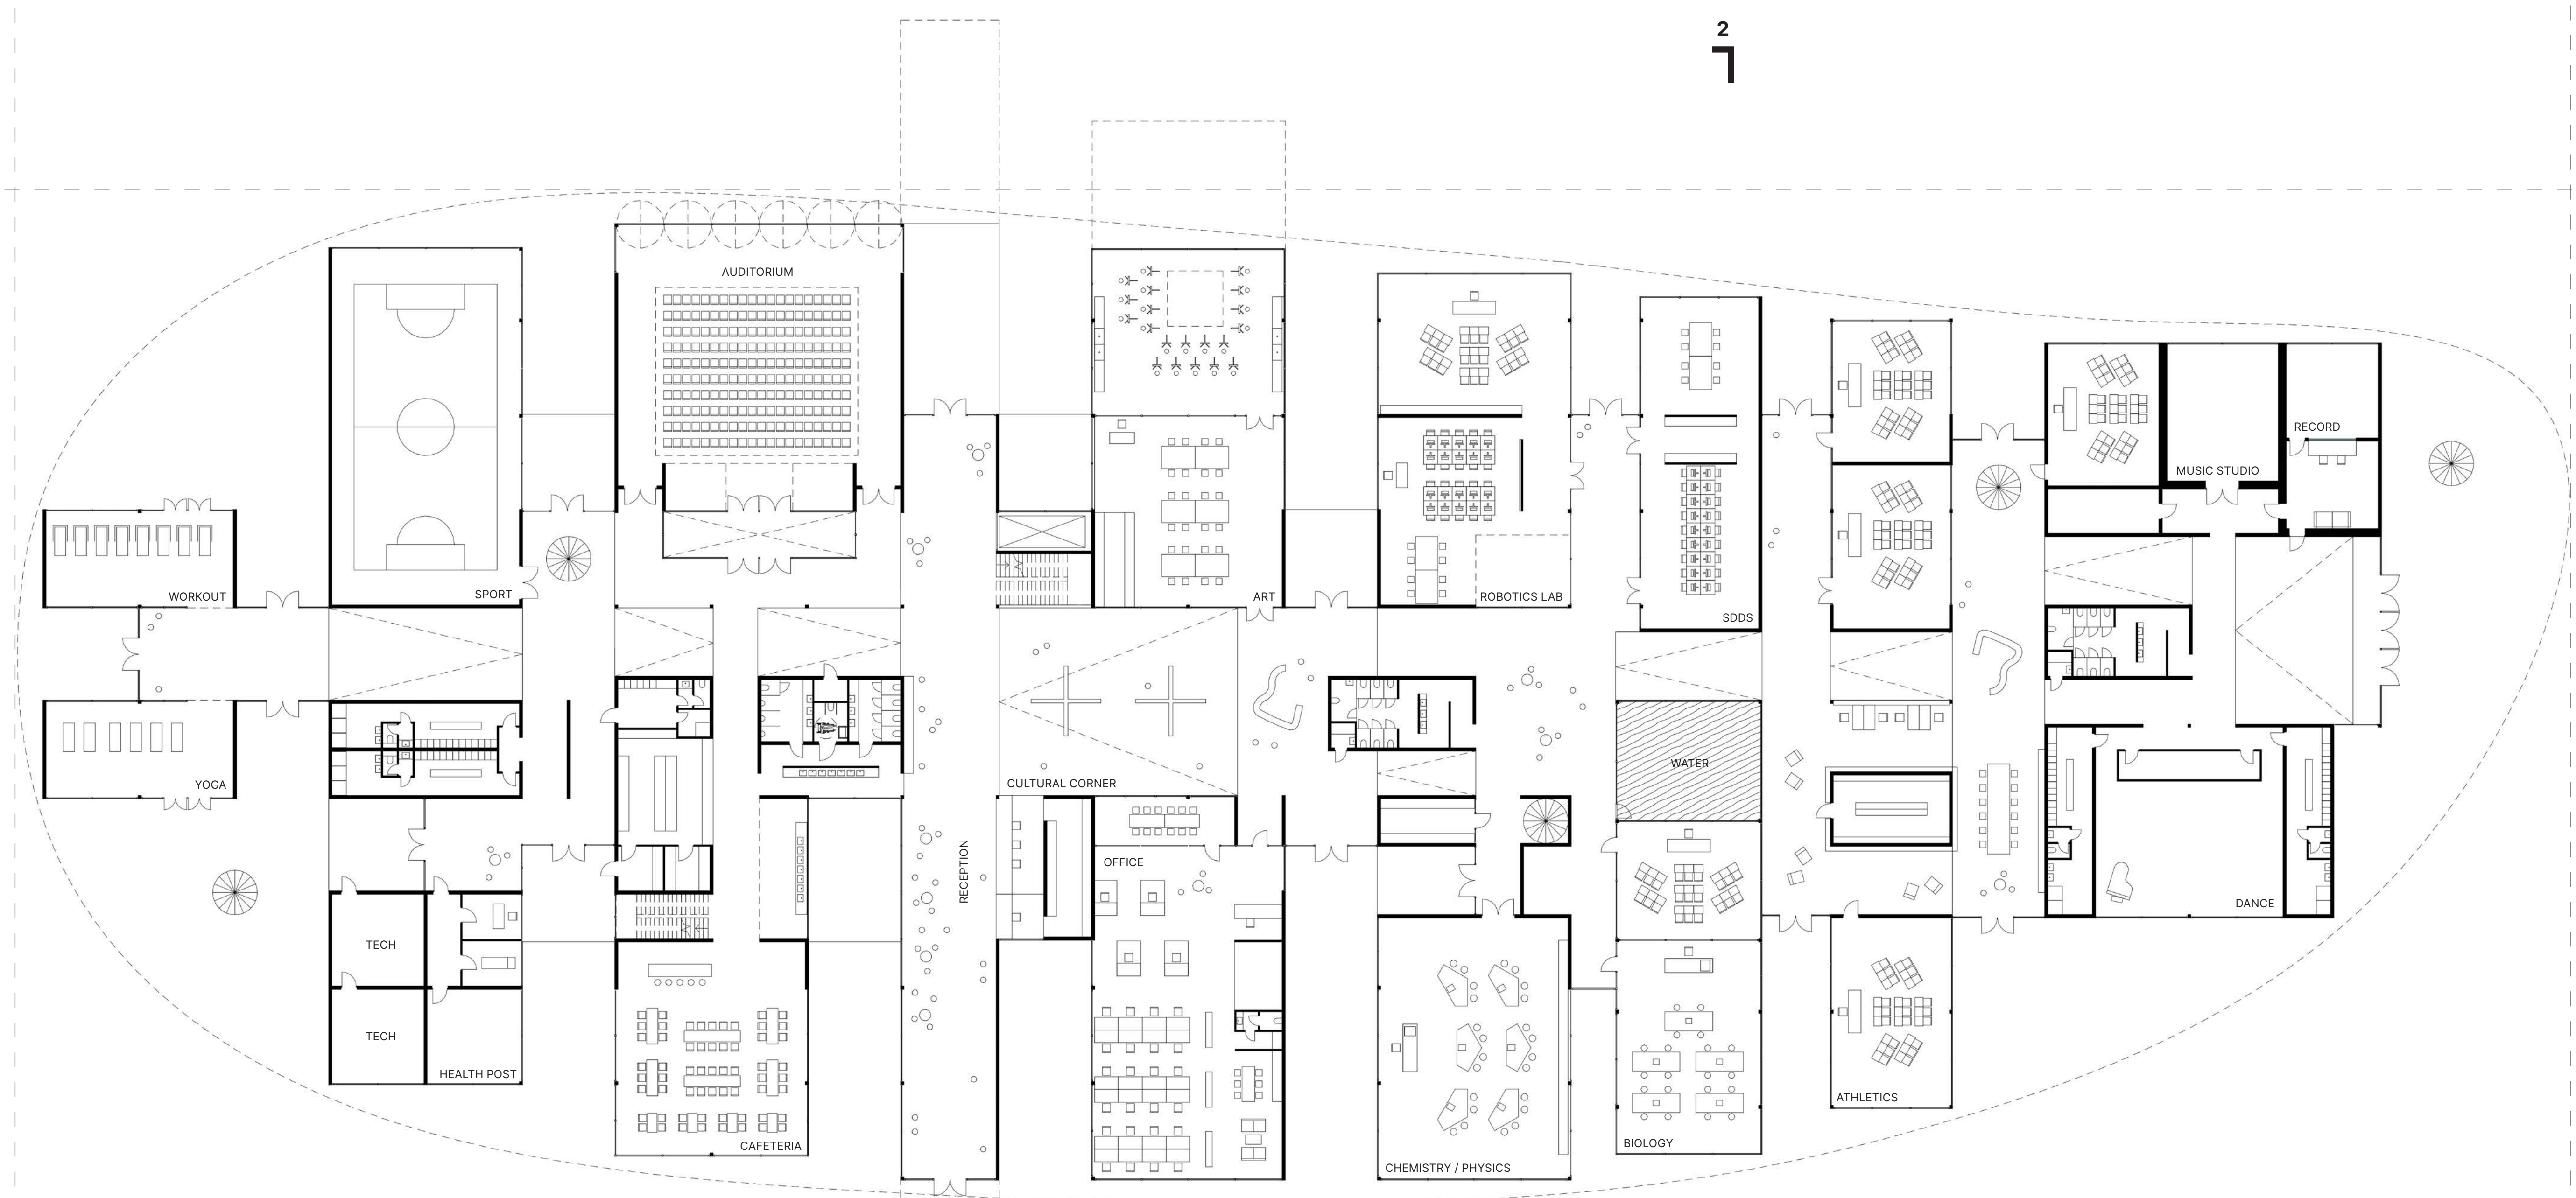 2
AUDITORIUM
RECORD
MUSIC STUDIO
WORKOUT
SPORT
ART
ROBOTICS LAB
SDDS
WATER
YOGA
CULTURAL CORNER
OFFICE
RECEPTION
DANCE
TECH
TECH
HEALTH POST
ATHLETICS
CAFETERIA
BIOLOGY
CHEMISTRY / PHYSICS